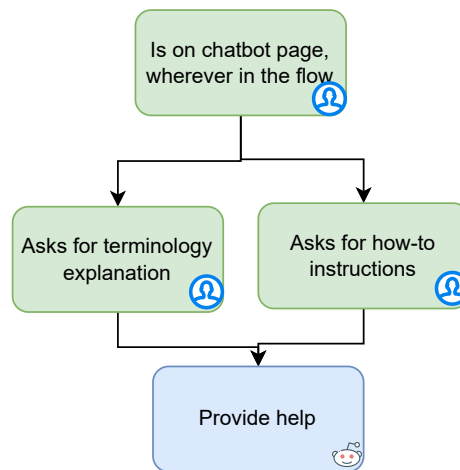 Is on chatbot page,
wherever in the flow
Asks for terminology
explanation
Asks for how-to
instructions
Provide help